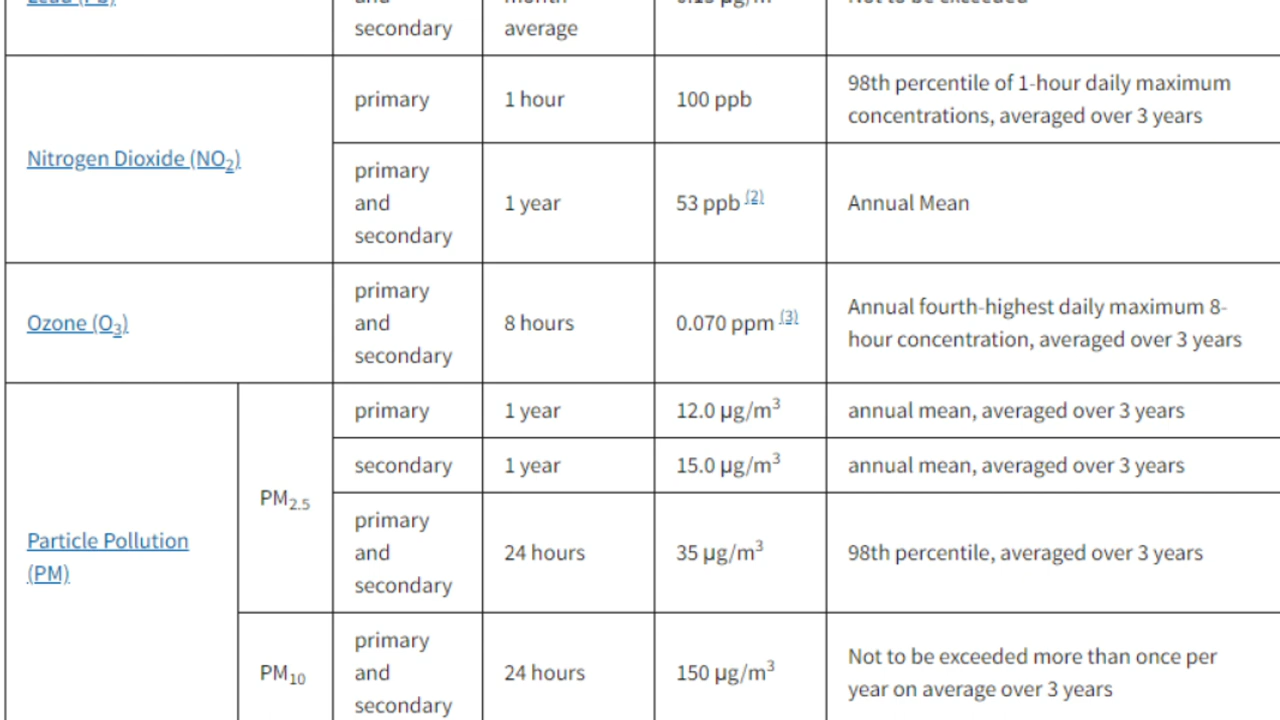 secondary
average
primary
1 hour
100 ppb
98th percentile of 1-hour daily maximum
concentrations, averaged over 3 years
Nitrogen Dioxide (NO₂)
primary
and
secondary
1 year
53 ppb (2)
Annual Mean
Ozone (O₃)
primary
and
secondary
8 hours
0.070 ppm (3)
Annual fourth-highest daily maximum 8-
hour concentration, averaged over 3 years
Particle Pollution
(PM)
PM₂.₅
primary
1 year
12.0 μg/m³
annual mean, averaged over 3 years
secondary
1 year
15.0 μg/m³
annual mean, averaged over 3 years
primary
and
secondary
24 hours
35 μg/m³
98th percentile, averaged over 3 years
PM₁₀
primary
and
secondary
24 hours
150 μg/m³
Not to be exceeded more than once per
year on average over 3 years